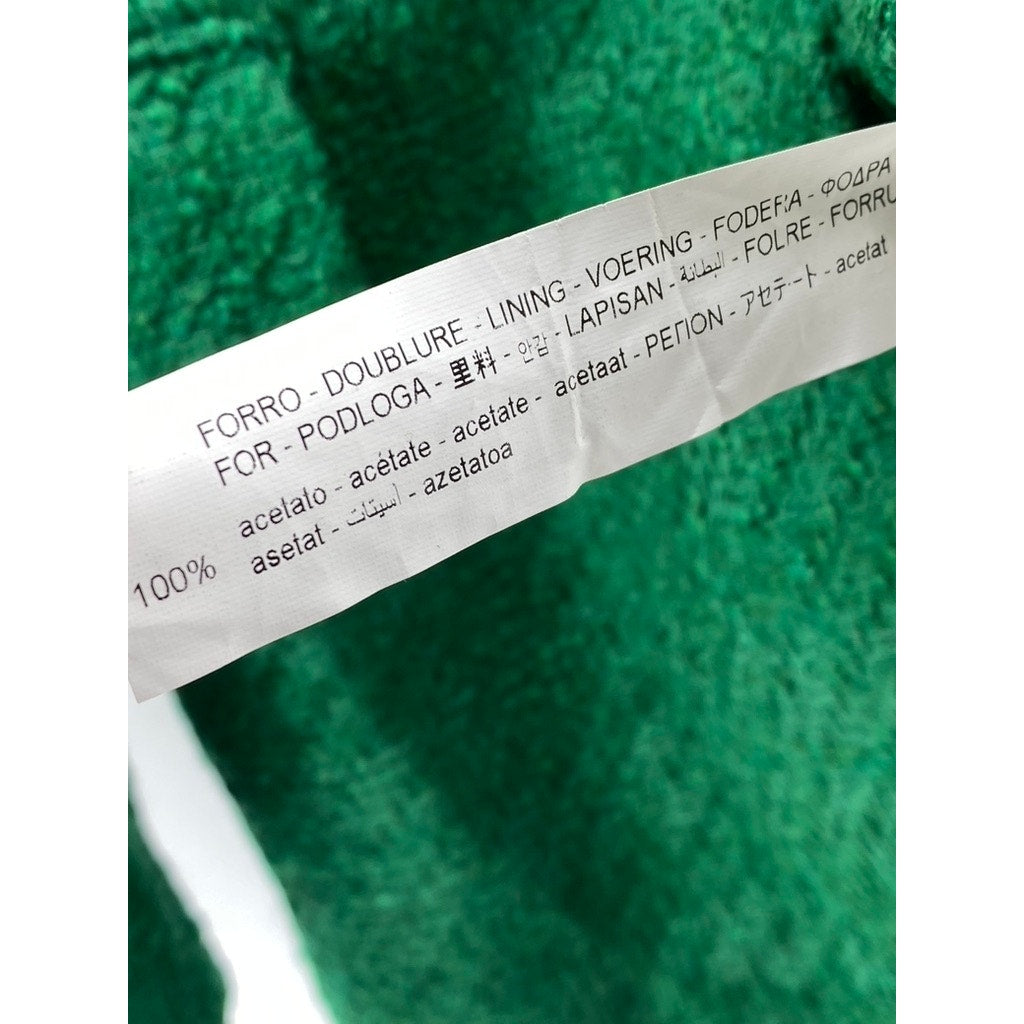 FORRO - DOUBLURE - LINING - VOERING - FODERA - ΦΟΔΡΑ
FOR - PODLOGA - 里料 - 안감 - LAPISAN - البطانة - FOLRE - FORRU
100% acetato - acétate - acetate - acetaat - ΡΕΓΙΟΝ - アセテート - acetat
asetat - أسيتات - azetatoa